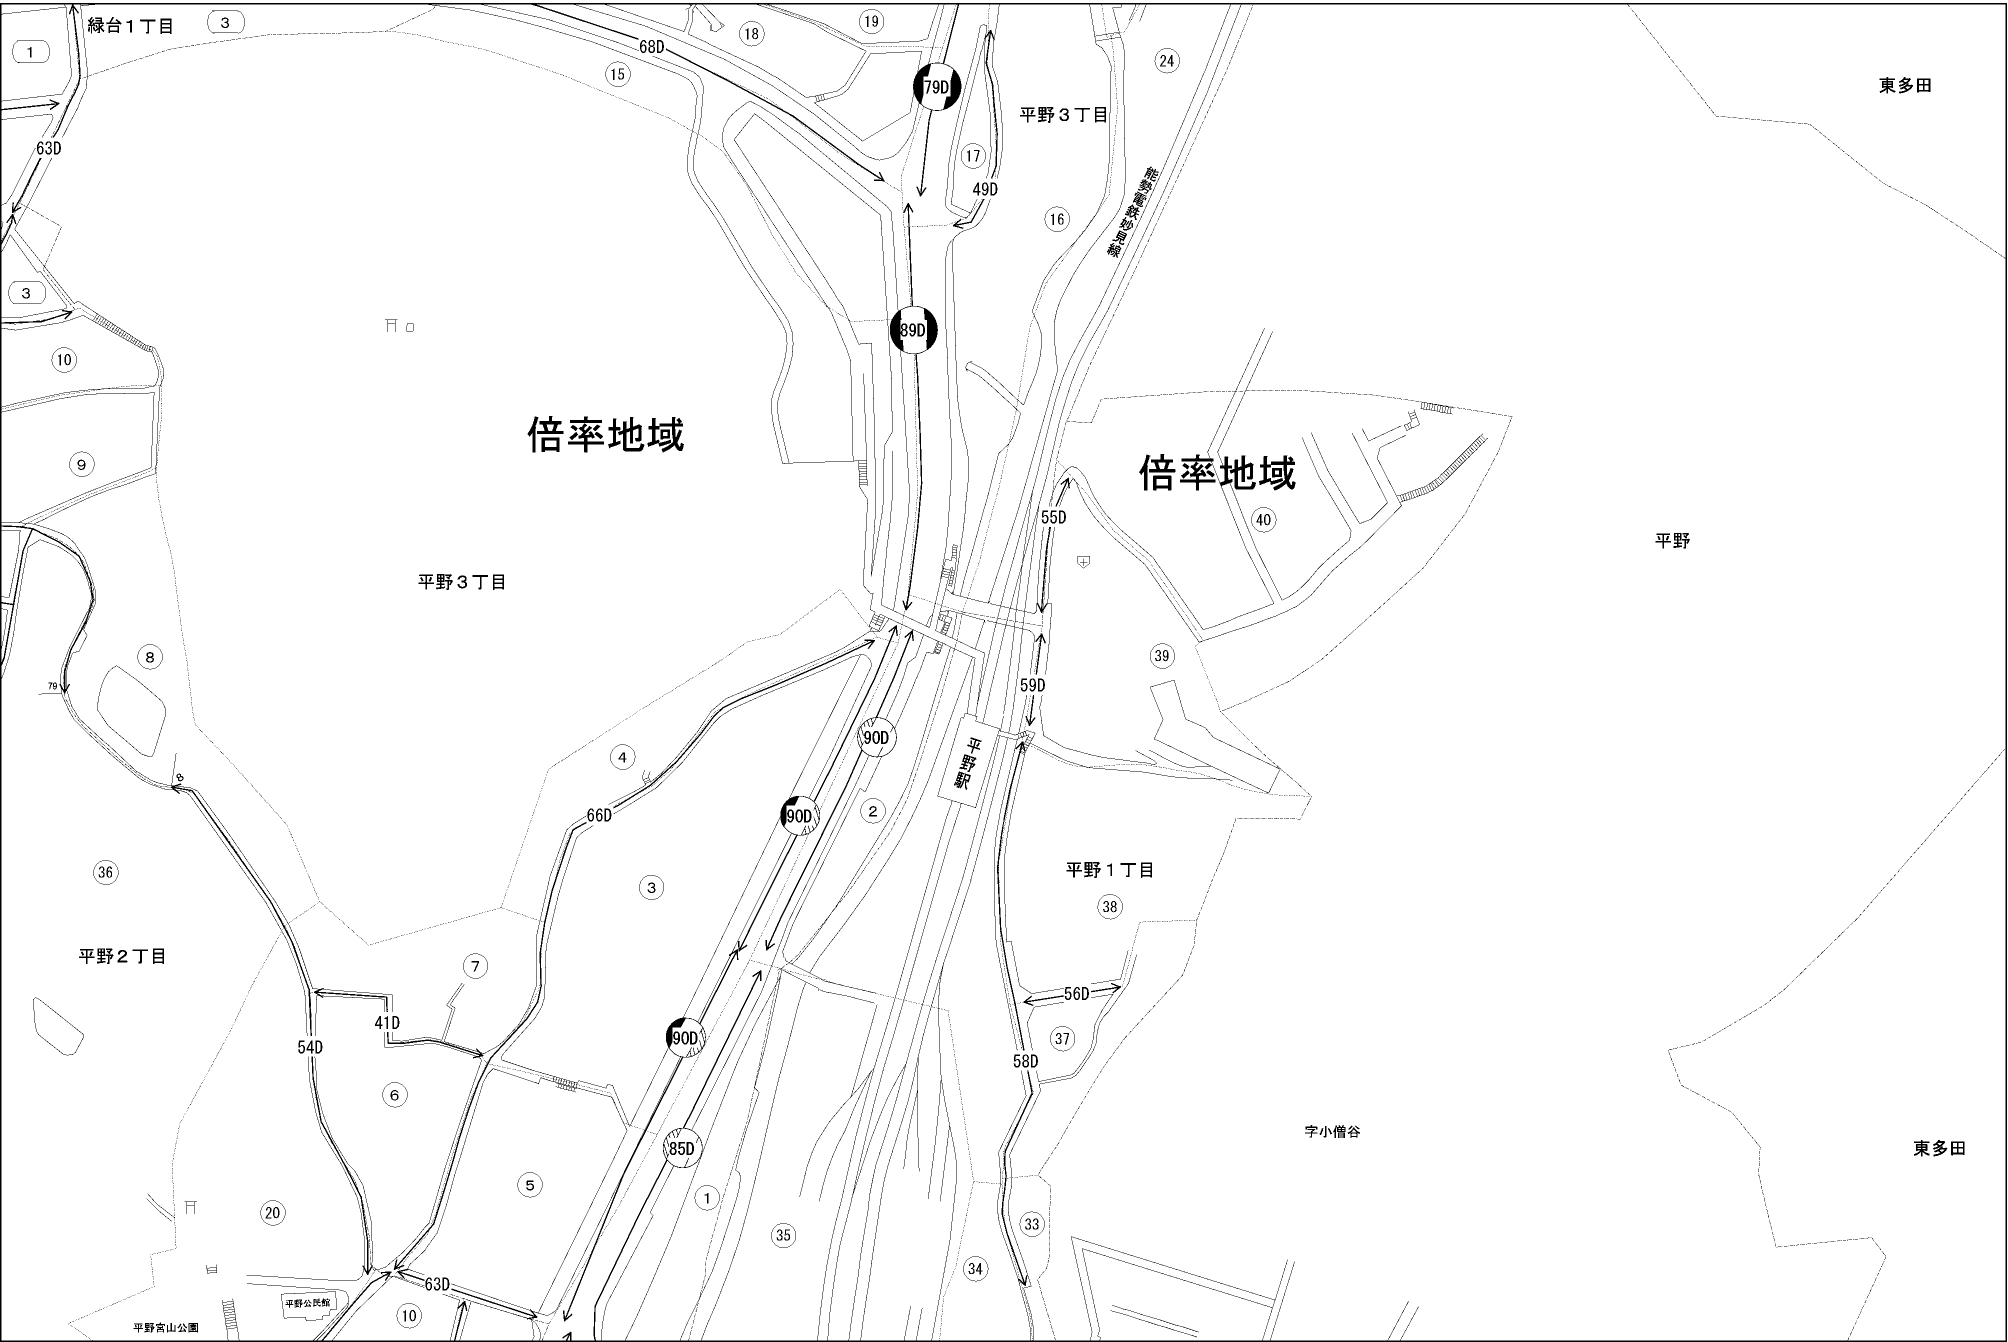 緑台1丁目
3
1
19
18
68D
15
24
79D
東多田
平野3丁目
63D
17
49D
16
能勢電鉄妙見線
3
89D
10
倍率地域
倍率地域
9
55D
40
平野
平野3丁目
8
39
79
59D
4
90D
平野駅
8
66D
90D
2
36
3
平野1丁目
38
平野2丁目
7
56D
41D
54D
90D
37
58D
6
85D
字小僧谷
東多田
5
1
20
35
33
34
63D
平野公民館
10
平野宮山公園